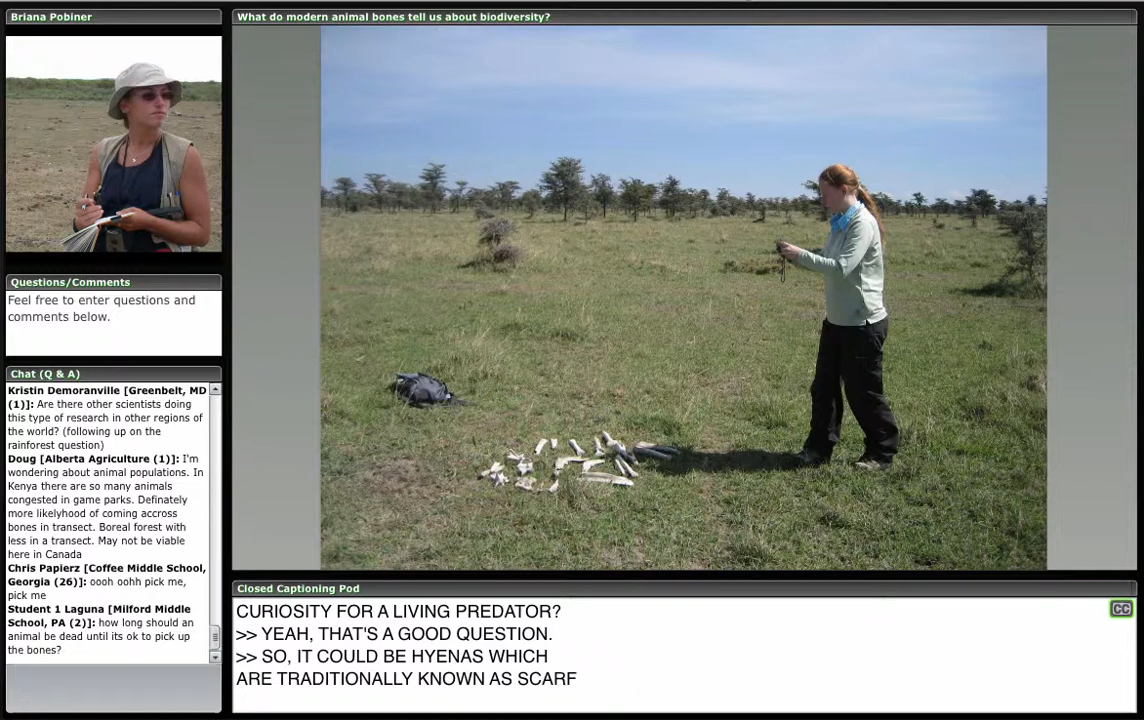 Briana Pobiner
What do modern animal bones tell us about biodiversity?
Questions/Comments
Feel free to enter questions and
comments below.
Chat (Q & A)
Kristin Demoranville [Greenbelt, MD
(1)]: Are there other scientists doing
this type of research in other regions of
the world? (following up on the
rainforest question)
Doug [Alberta Agriculture (1)]: I'm
wondering about animal populations. In
Kenya there are so many animals
congested in game parks. Definately
more likelyhood of coming accross
bones in transect. Boreal forest with
less in a transect. May not be viable
here in Canada
Chris Papierz [Coffee Middle School,
Georgia (26)]: oooh oohh pick me,
pick me
Student 1 Laguna [Milford Middle
School, PA (2)]: how long should an
animal be dead until its ok to pick up
the bones?
Closed Captioning Pod
CC
CURIOSITY FOR A LIVING PREDATOR?
>> YEAH, THAT'S A GOOD QUESTION.
>> SO, IT COULD BE HYENAS WHICH
ARE TRADITIONALLY KNOWN AS SCARF